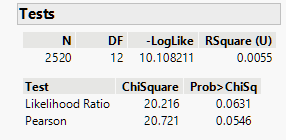 Tests
N DF -LogLike RSquare (U)
2520 12 10.108211 0.0055
Test ChiSquare Prob>ChiSq
Likelihood Ratio 20.216 0.0631
Pearson 20.721 0.0546